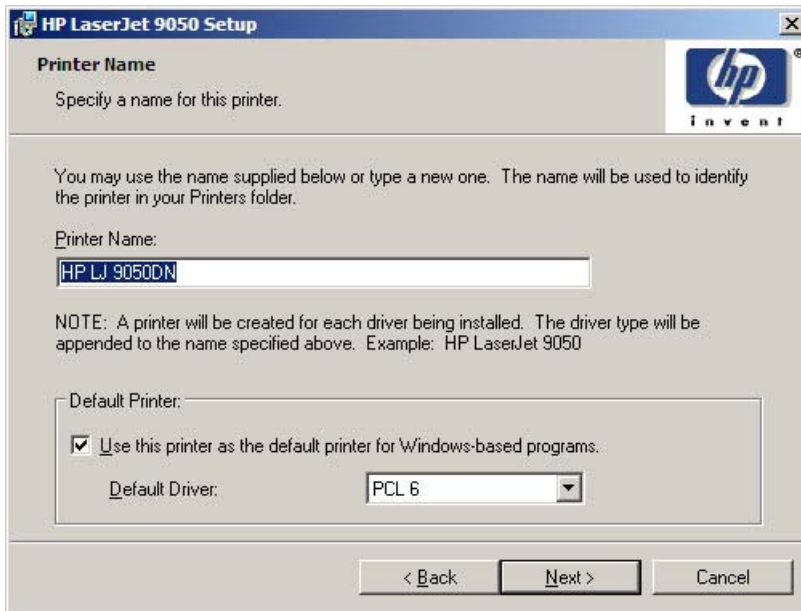 HP LaserJet 9050 Setup
Printer Name
Specify a name for this printer.
hp
®
invent
You may use the name supplied below or type a new one. The name will be used to identify
the printer in your Printers folder.
Printer Name:
HP LJ 9050DN
NOTE: A printer will be created for each driver being installed. The driver type will be
appended to the name specified above. Example: HP LaserJet 9050
Default Printer:
Use this printer as the default printer for Windows-based programs.
Default Driver:
PCL 6
< Back
Next >
Cancel